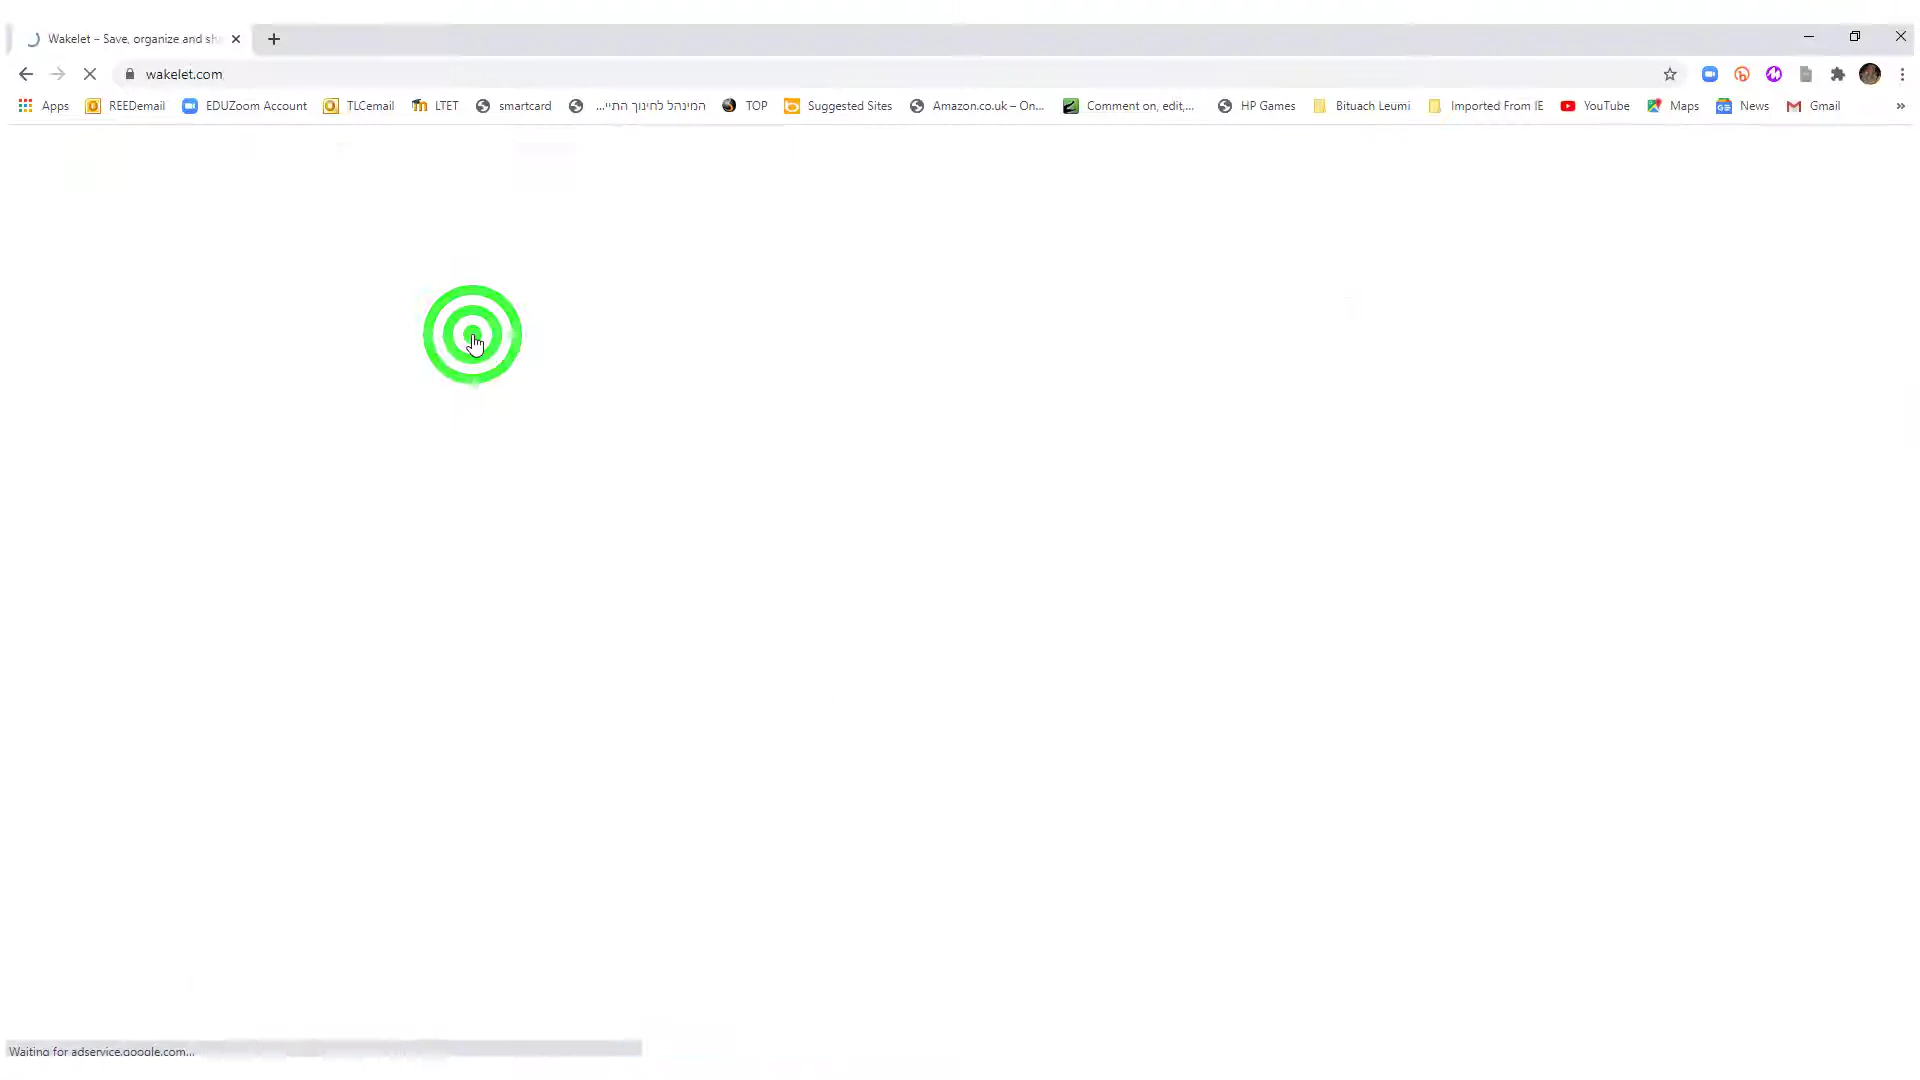 Wakelet – Save, organize and sh
wakelet.com
Apps REEDemail EDUZoom Account TLCemail LTET smartcard המינהל לחינוך התיי... TOP Suggested Sites Amazon.co.uk – On... Comment on, edit,... HP Games Bituach Leumi Imported From IE YouTube Maps News Gmail »
Waiting for adservice.google.com...